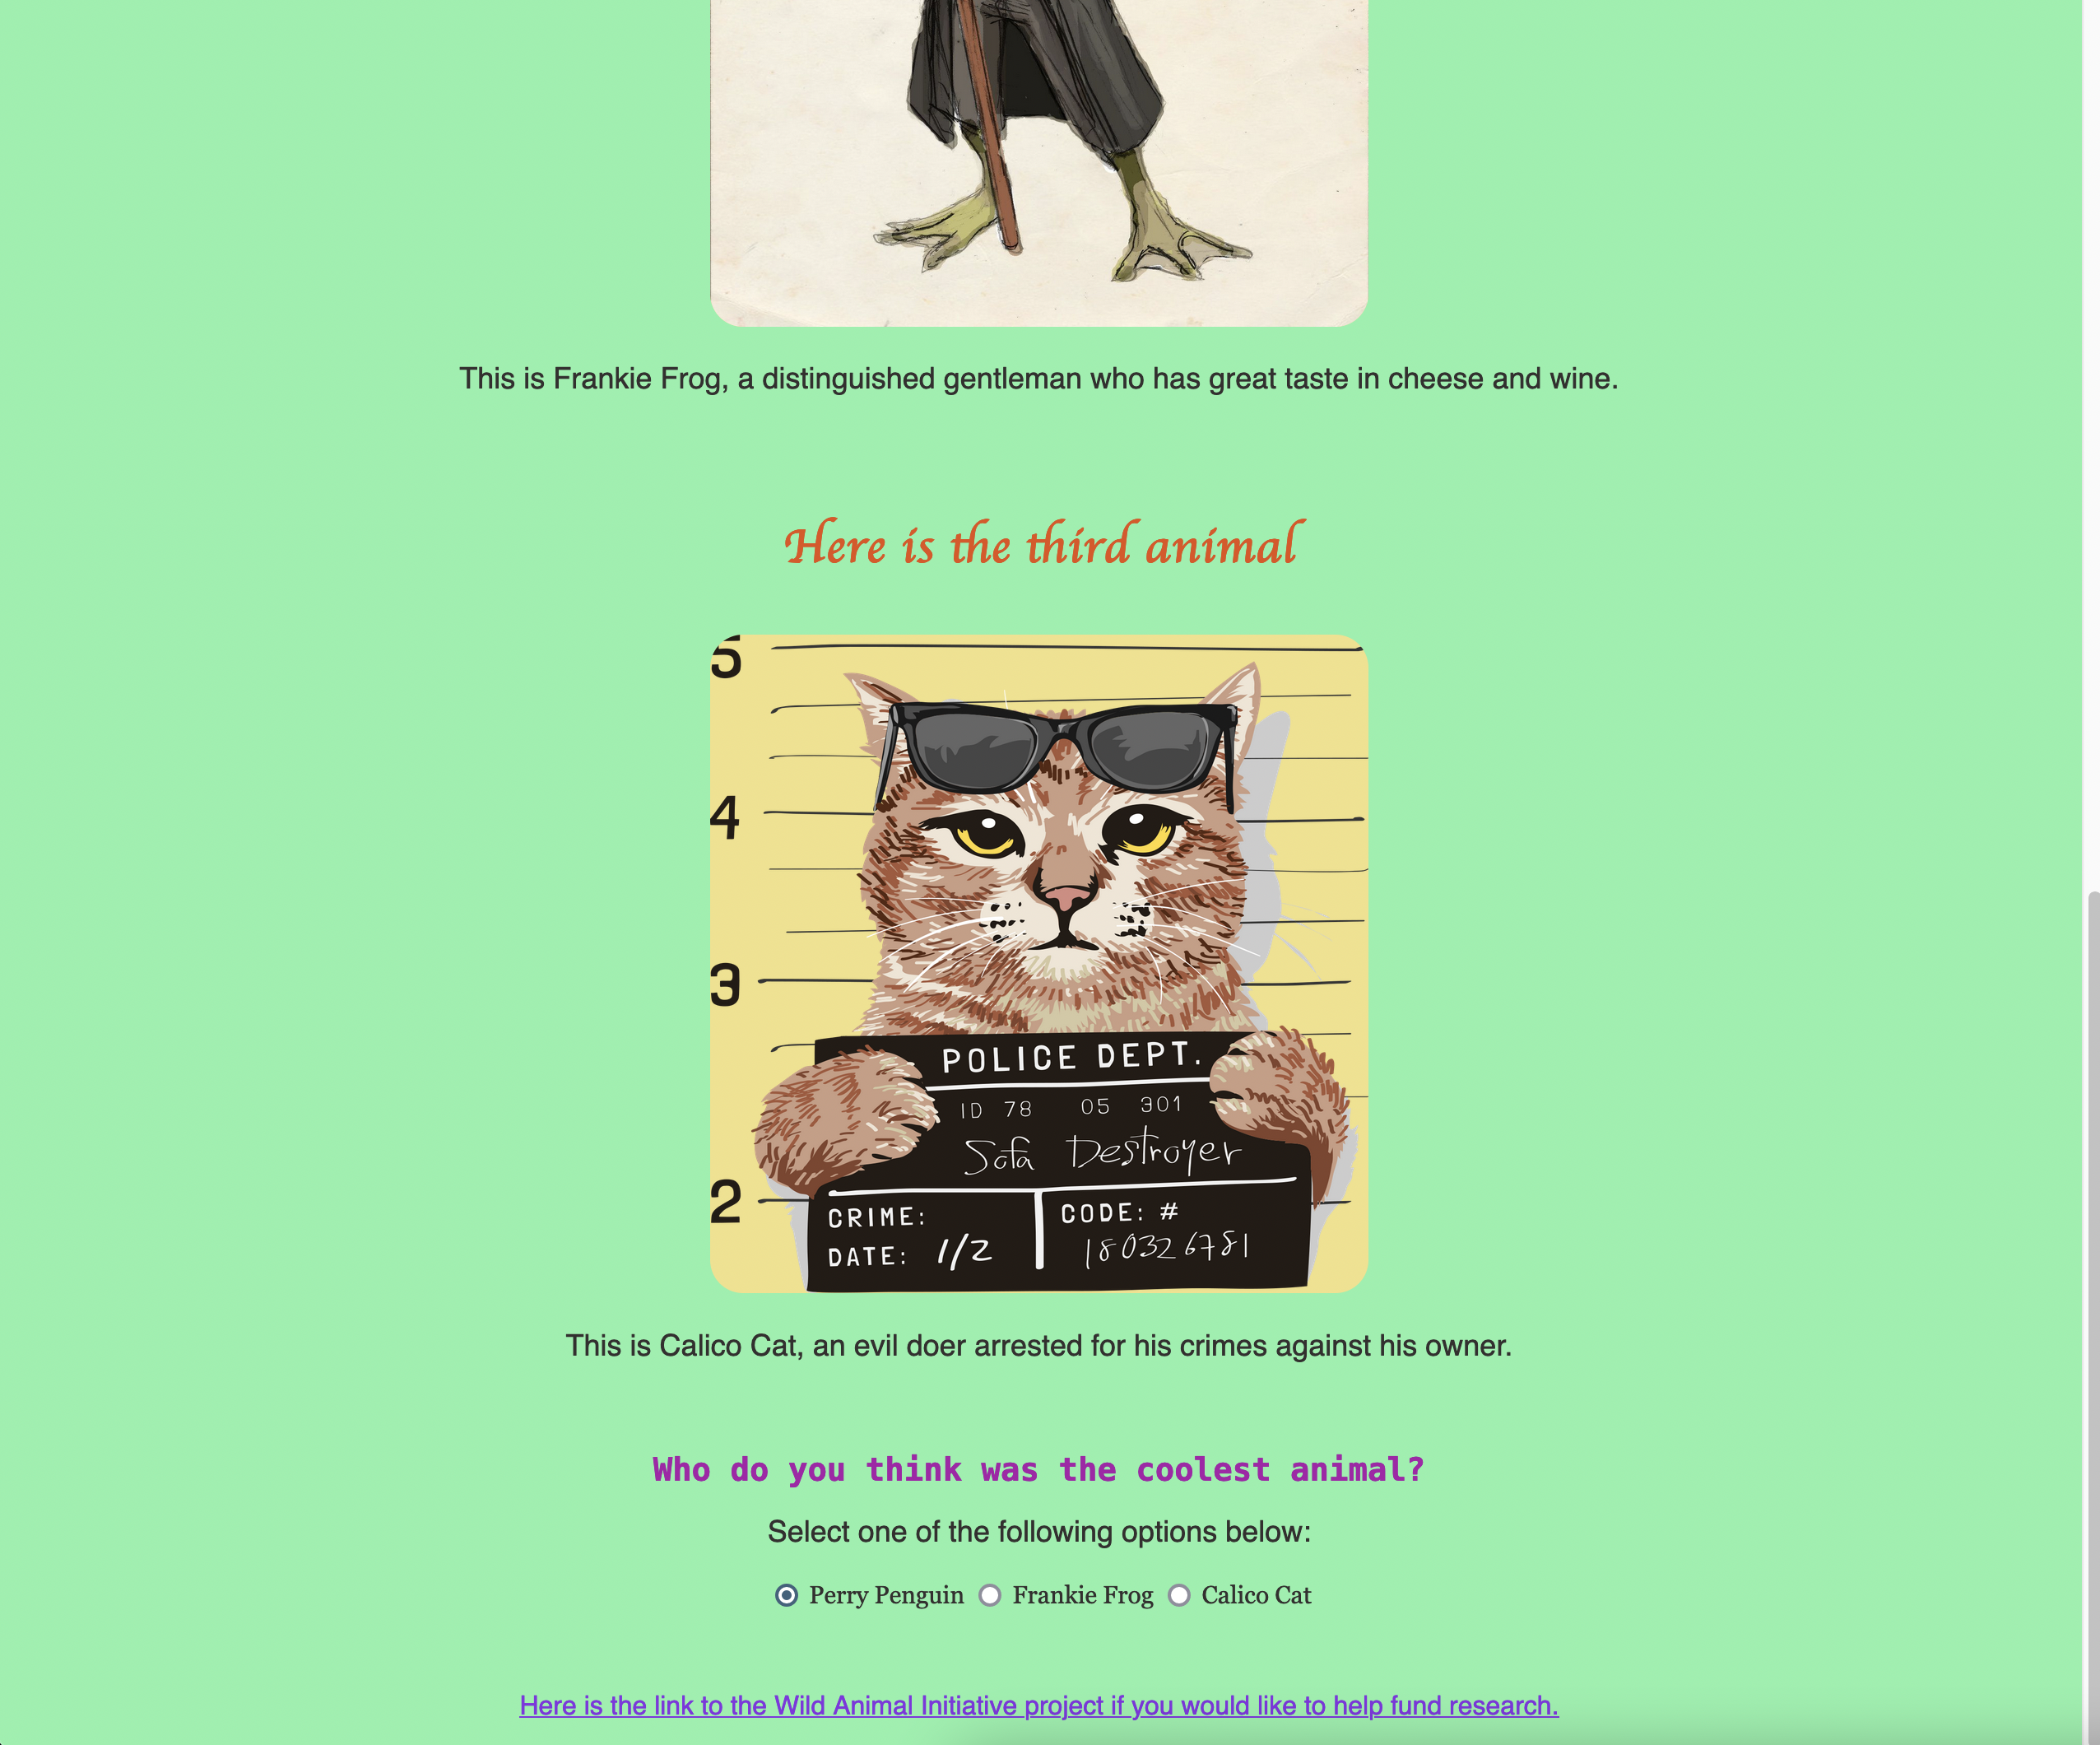 This is Frankie Frog, a distinguished gentleman who has great taste in cheese and wine.
Here is the third animal
5
4
3
2
POLICE DEPT.
ID 78 05 301
Sofa Destroyer
CRIME:
DATE: 1/2
CODE: #
180326781
This is Calico Cat, an evil doer arrested for his crimes against his owner.
Who do you think was the coolest animal?
Select one of the following options below:
Perry Penguin Frankie Frog Calico Cat
Here is the link to the Wild Animal Initiative project if you would like to help fund research.